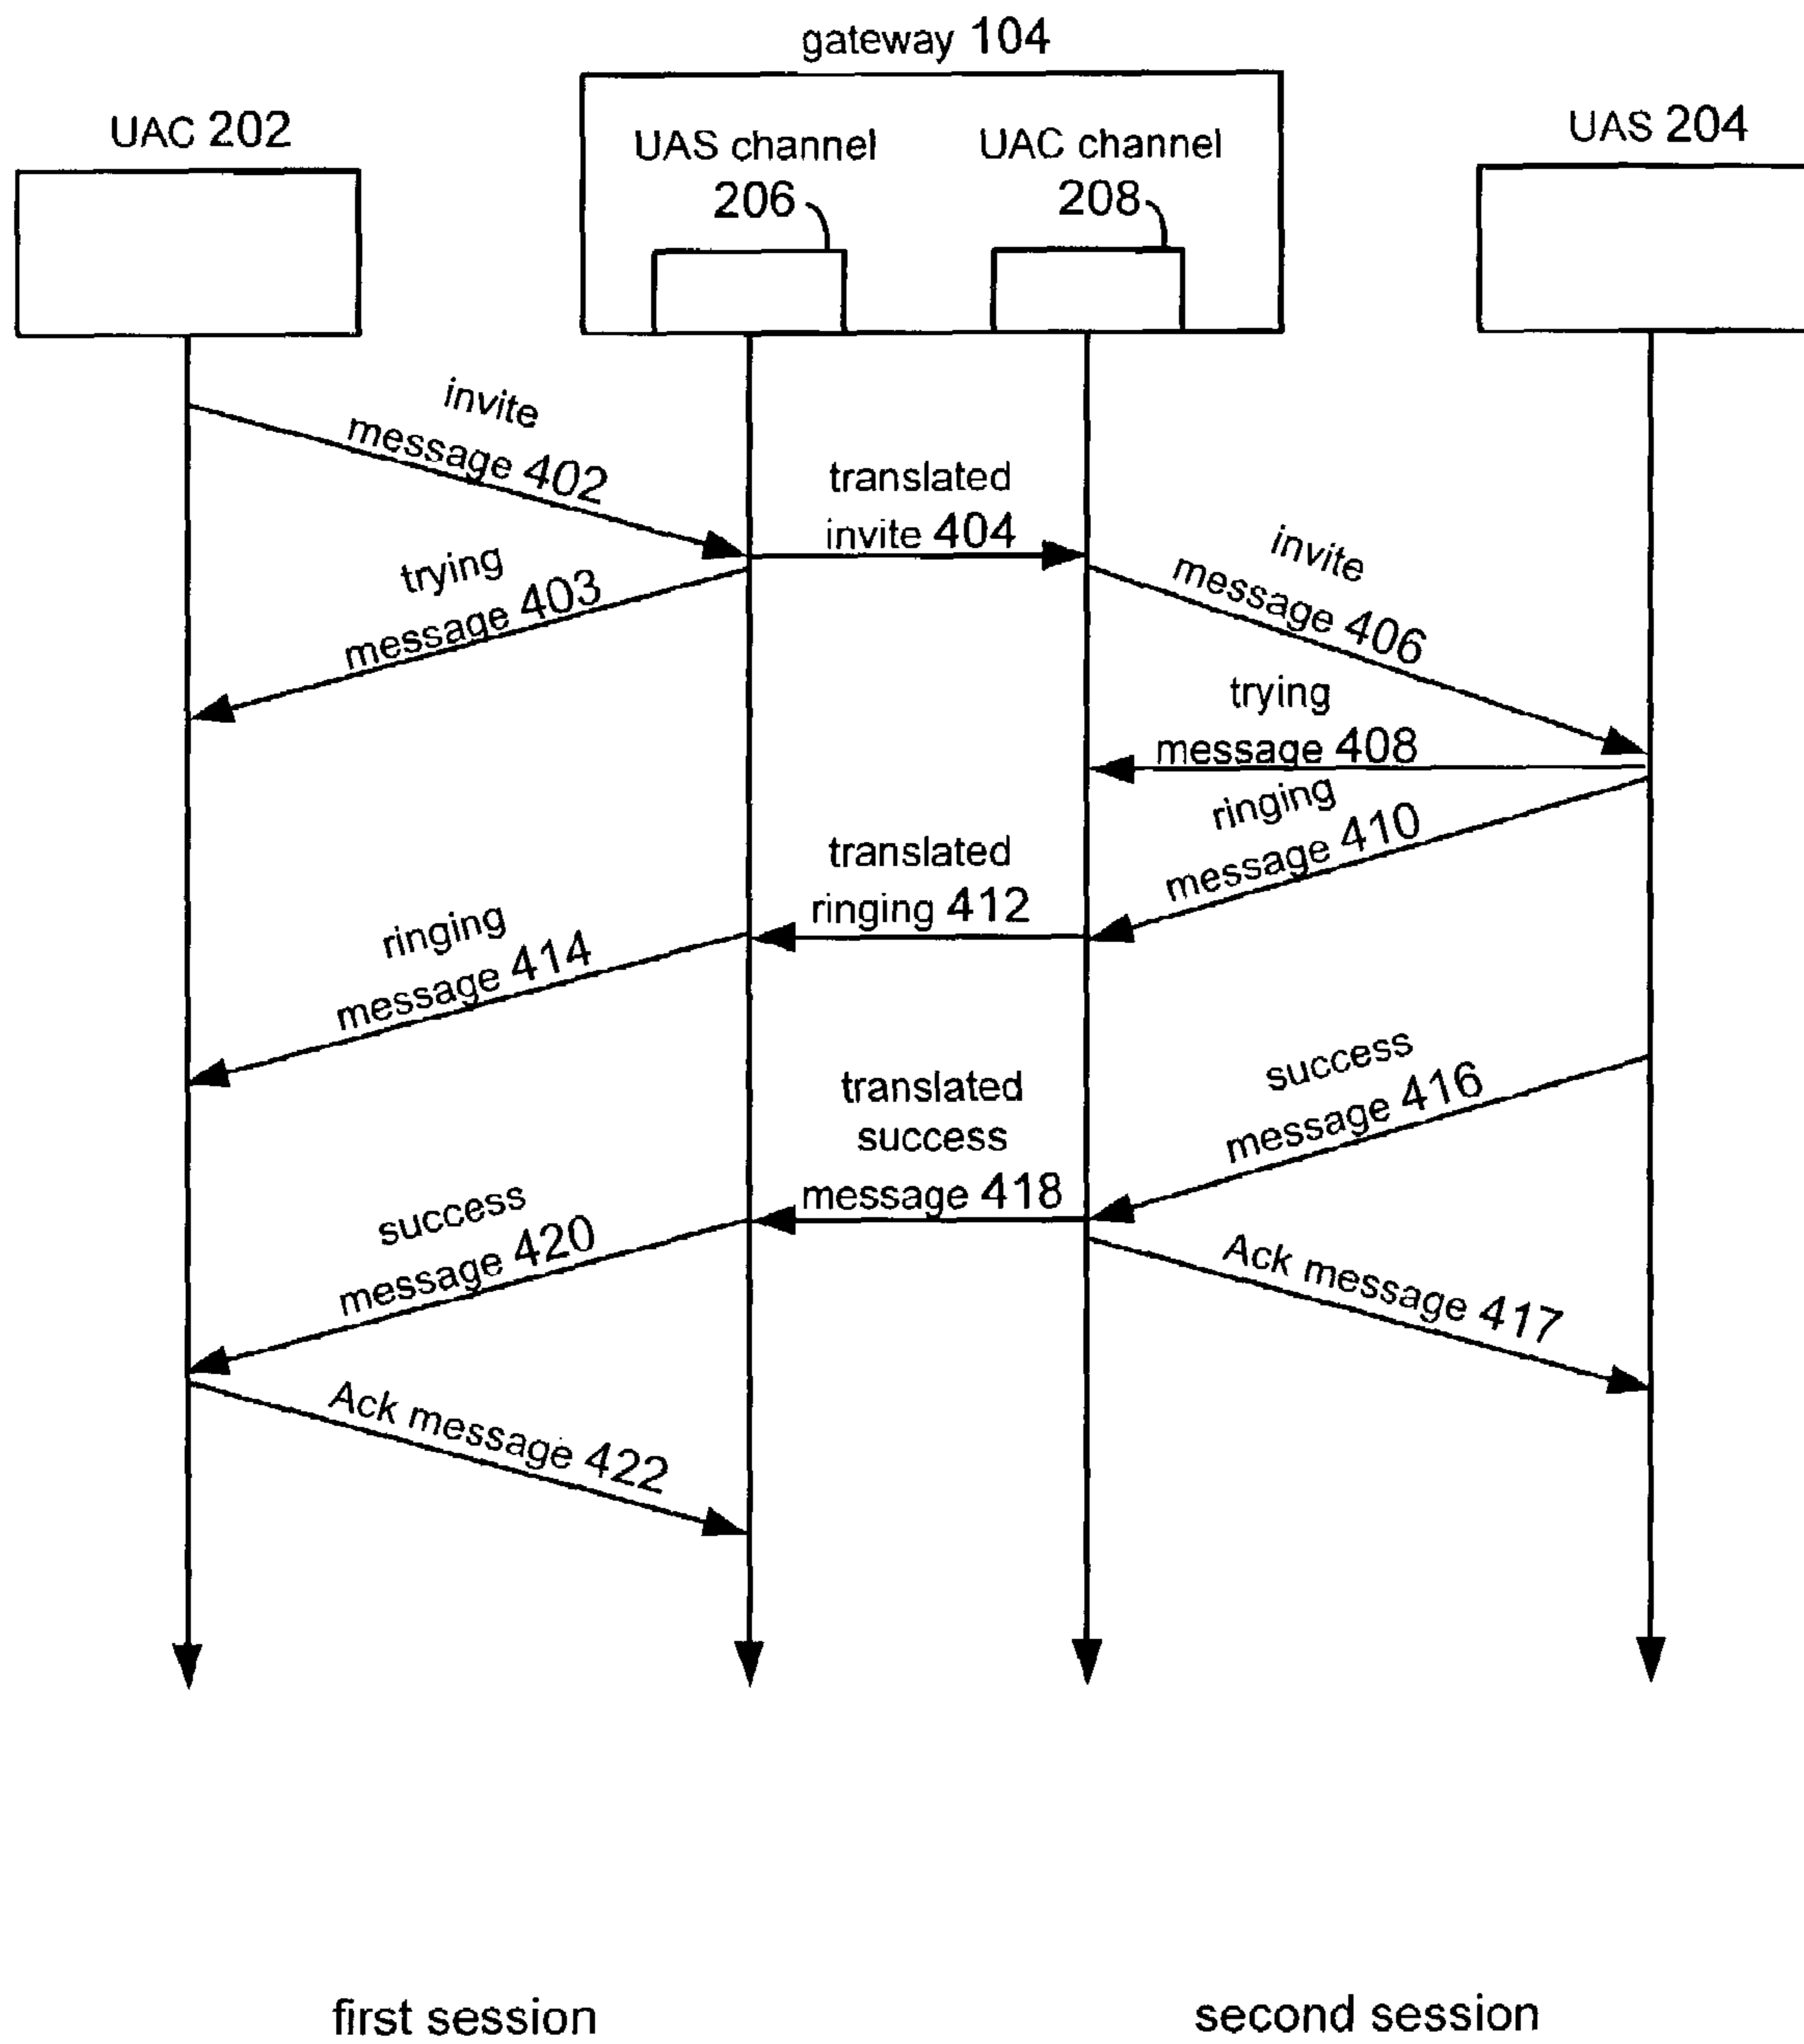 gateway 104
UAC 202
UAS 204
UAS channel
206
UAC channel
208
invite
message 402
translated
invite 404
trying
message 403
invite
message 406
trying
message 408
ringing
message 410
translated
ringing 412
ringing
message 414
success
message 416
translated
success
message 418
success
message 420
Ack message 417
Ack message 422
first session
second session